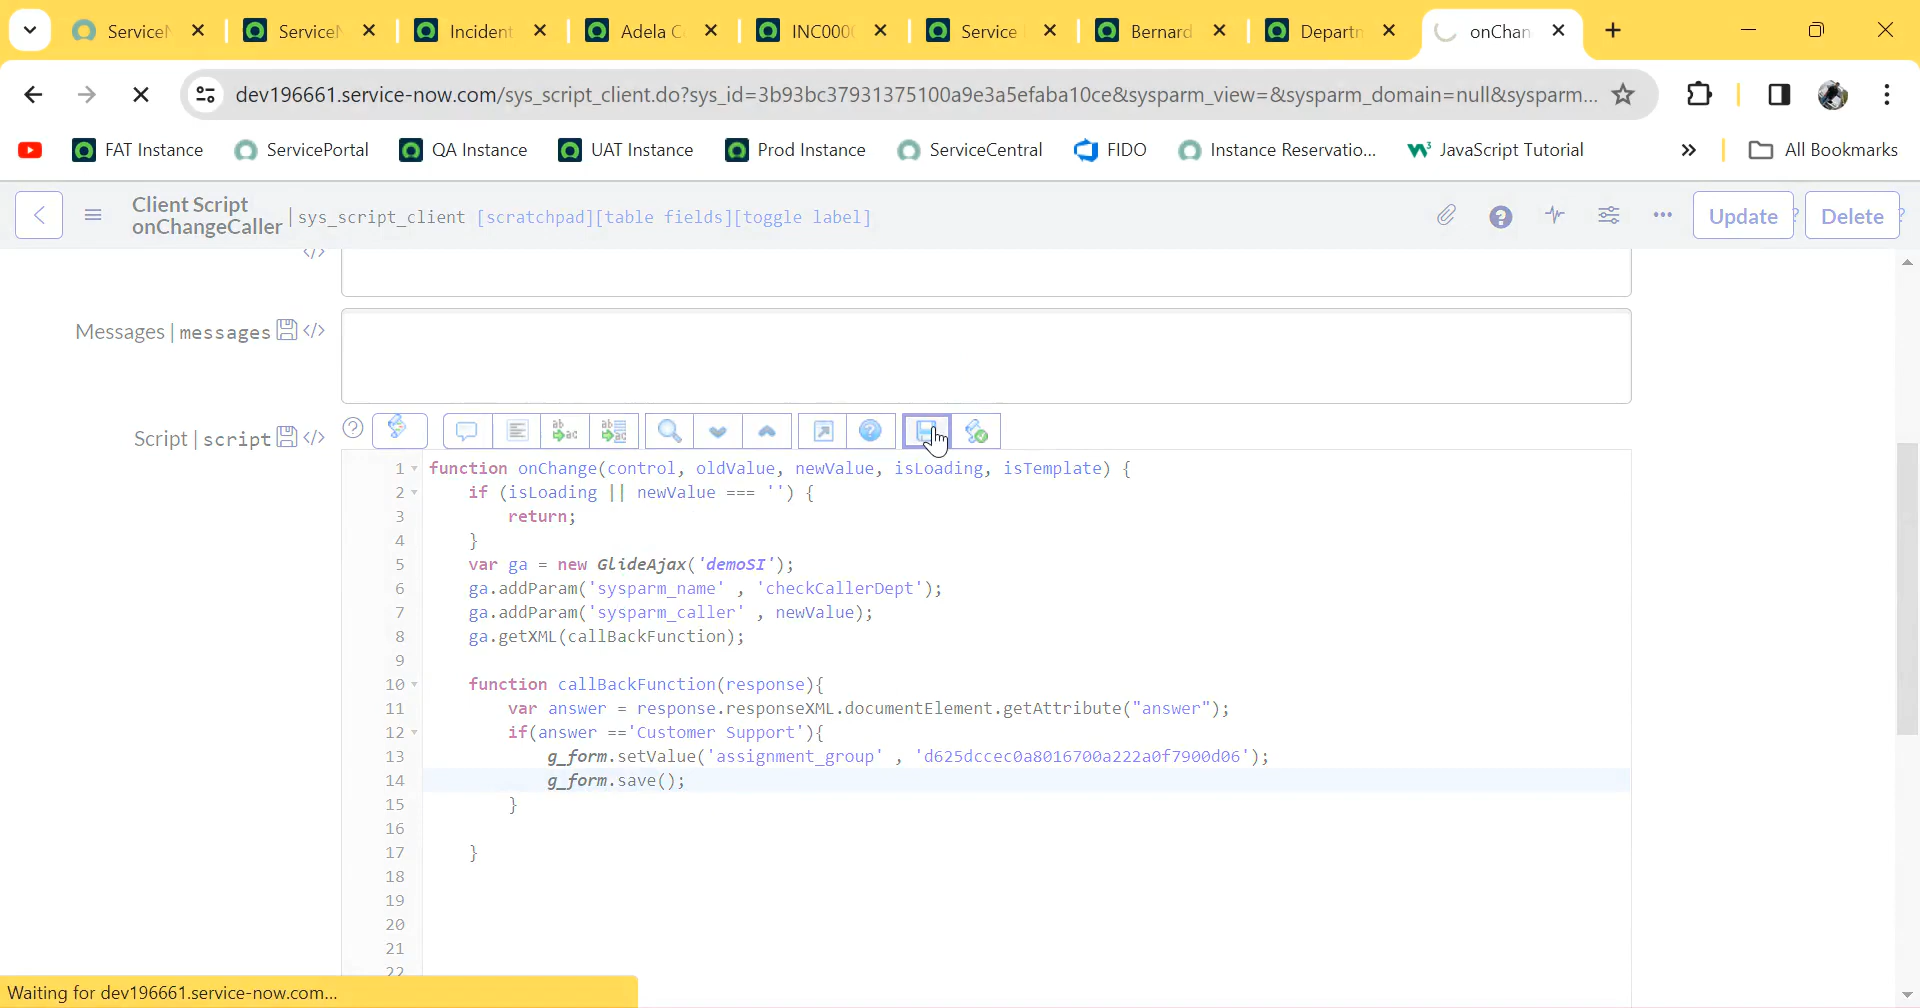 ServiceN
ServiceN
Incident
Adela C
INC000
Service
Bernard
Departm
onChan
dev196661.service-now.com/sys_script_client.do?sys_id=3b93bc37931375100a9e3a5efaba10ce&sysparm_view=&sysparm_domain=null&sysparm...
FAT Instance
ServicePortal
QA Instance
UAT Instance
Prod Instance
ServiceCentral
FIDO
Instance Reservatio...
JavaScript Tutorial
All Bookmarks
Client Script
onChangeCaller
|sys_script_client [scratchpad][table fields][toggle label]
Update
Delete
Messages | messages
Script | script
1 function onChange(control, oldValue, newValue, isLoading, isTemplate) {
2 if (isLoading || newValue === '') {
3 return;
4 }
5 var ga = new GlideAjax('demoSI');
6 ga.addParam('sysparm_name' , 'checkCallerDept');
7 ga.addParam('sysparm_caller' , newValue);
8 ga.getXML(callBackFunction);
9
10 function callBackFunction(response){
11 var answer = response.responseXML.documentElement.getAttribute("answer");
12 if(answer =='Customer Support'){
13 g_form.setValue('assignment_group' , 'd625dccec0a8016700a222a0f7900d06');
14 g_form.save();
15 }
16
17 }
18
19
20
21
22
Waiting for dev196661.service-now.com...